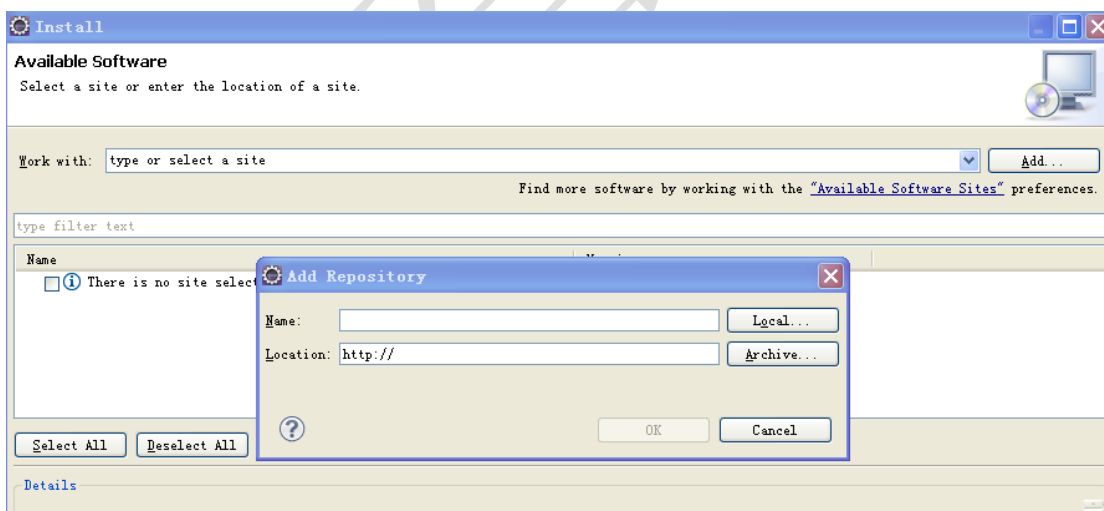 Install
Available Software
Select a site or enter the location of a site.
Work with: type or select a site Add...
Find more software by working with the "Available Software Sites" preferences.
type filter text
Name
There is no site select
Add Repository
Name: Local...
Location: http:// Archive...
OK Cancel
Select All Deselect All
Details